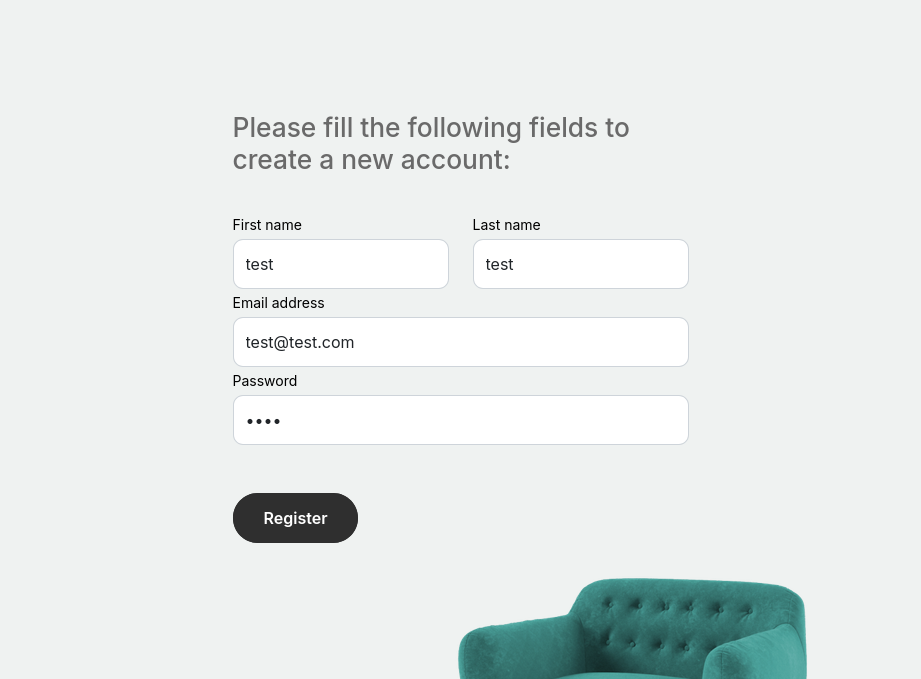 Please fill the following fields to
create a new account:
First name
Last name
test
test
Email address
test@test.com
Password
••••
Register